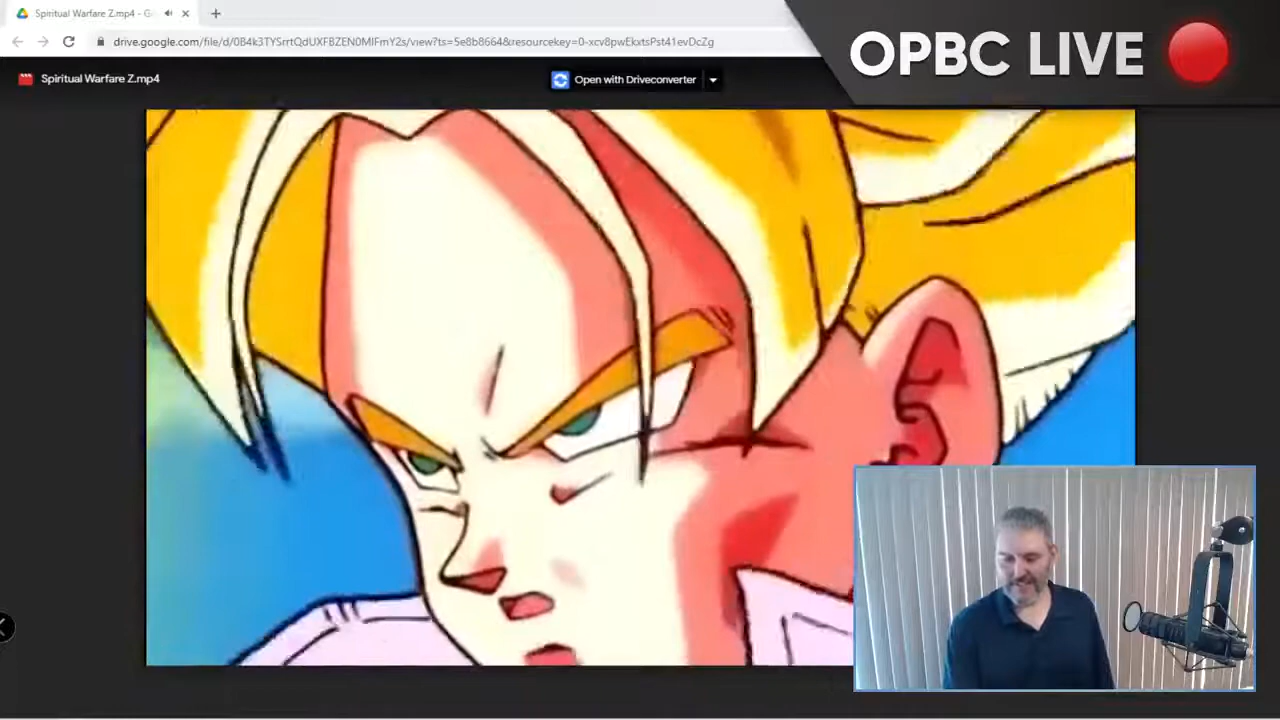 Spiritual Warfare Z.mp4 - G
OPBC LIVE
drive.google.com/file/d/0B4k3TYSrrtQdUXFBZEN0MlFmY2s/view?ts=5e8b8664&resourcekey=0-xcv8pwEkxtsPst41evDcZg
Spiritual Warfare Z.mp4
Open with Driveconverter